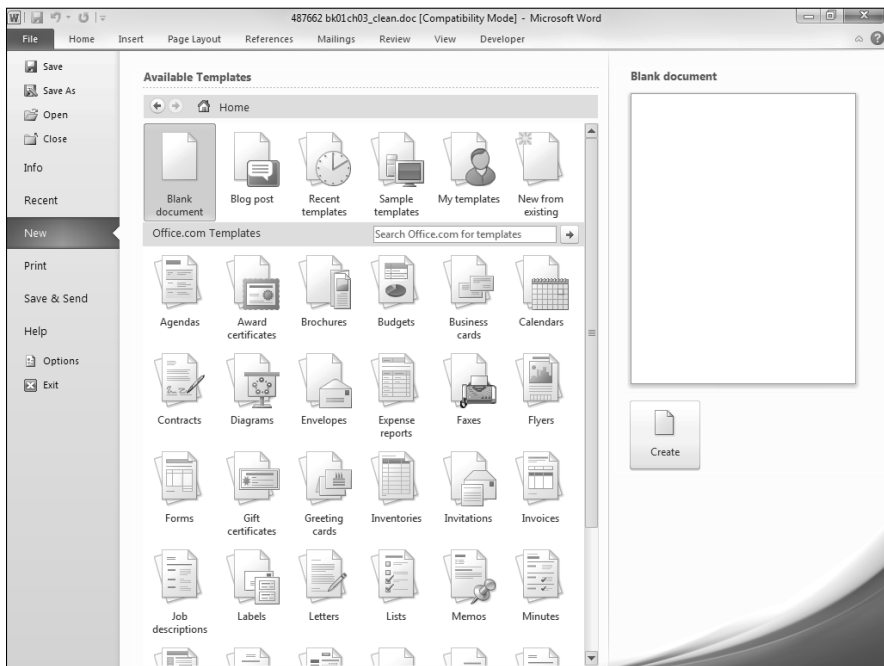 487662 bk01ch03_clean.doc [Compatibility Mode] - Microsoft Word
File Home Insert Page Layout References Mailings Review View Developer
Save
Save As
Open
Close
Info
Recent
New
Print
Save & Send
Help
Options
Exit
Available Templates
Home
Blank document
Blog post
Recent templates
Sample templates
My templates
New from existing
Office.com Templates
Search Office.com for templates
Agendas
Award certificates
Brochures
Budgets
Business cards
Calendars
Contracts
Diagrams
Envelopes
Expense reports
Faxes
Flyers
Forms
Gift certificates
Greeting cards
Inventories
Invitations
Invoices
Job descriptions
Labels
Letters
Lists
Memos
Minutes
Blank document
Create